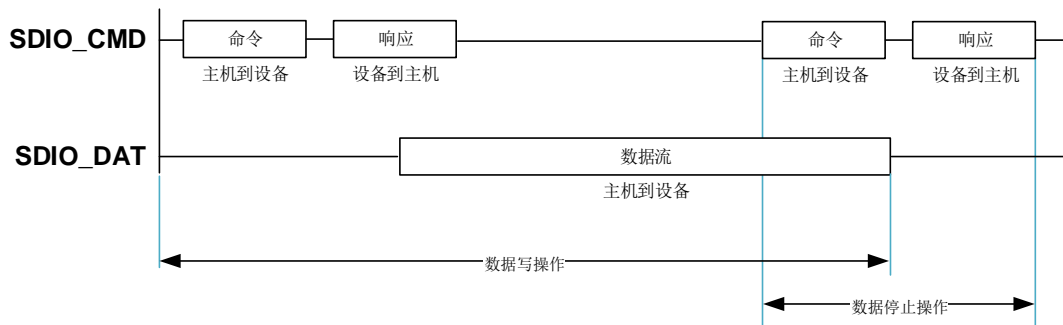 SDIO_CMD
命令
响应
命令
响应
主机到设备
设备到主机
主机到设备
设备到主机
SDIO_DAT
数据流
主机到设备
数据写操作
数据停止操作